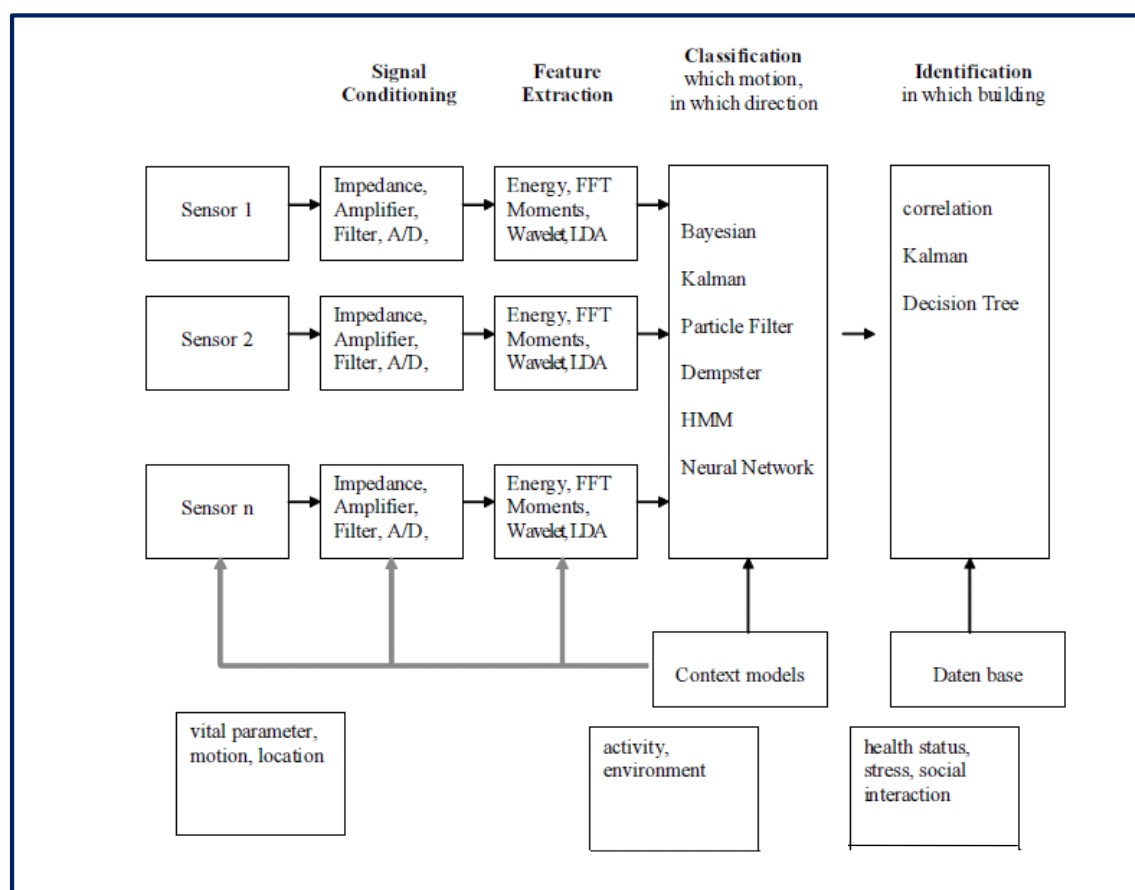 Signal
Conditioning
Feature
Extraction
Classification
which motion,
in which direction
Identification
in which building
Sensor 1
Impedance,
Amplifier,
Filter, A/D,
Energy, FFT
Moments,
Wavelet, LDA
Sensor 2
Impedance,
Amplifier,
Filter, A/D,
Energy, FFT
Moments,
Wavelet, LDA
Sensor n
Impedance,
Amplifier,
Filter, A/D,
Energy, FFT
Moments,
Wavelet, LDA
Bayesian
Kalman
Particle Filter
Dempster
HMM
Neural Network
correlation
Kalman
Decision Tree
Context models
Daten base
vital parameter,
motion, location
activity,
environment
health status,
stress, social
interaction